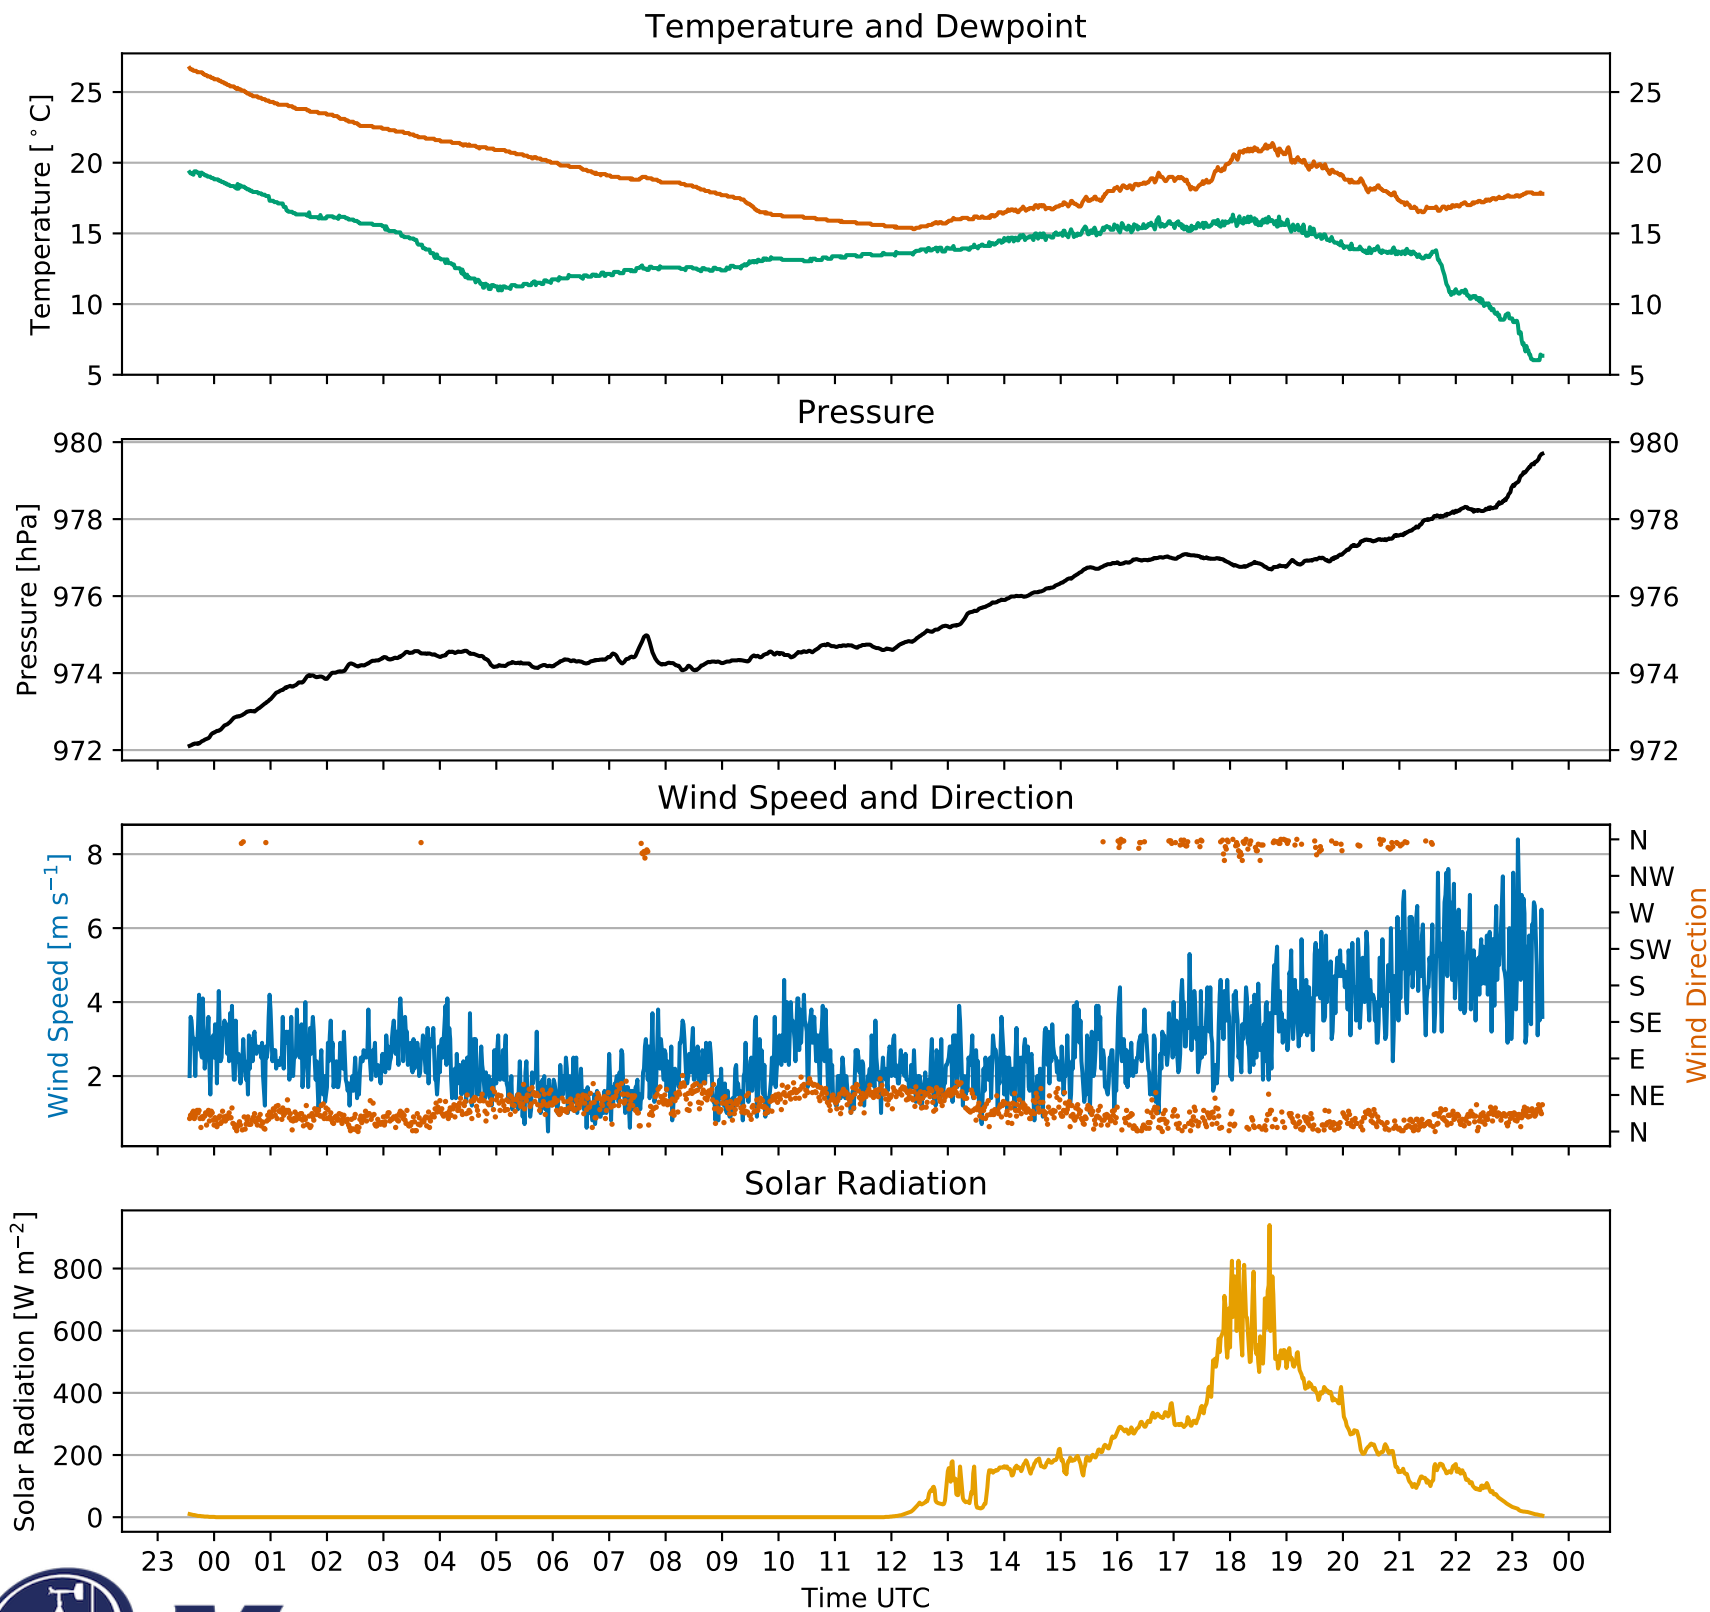 Temperature and Dewpoint
Temperature [°C]
25
20
15
10
5
25
20
15
10
5
Pressure
Pressure [hPa]
980
978
976
974
972
980
978
976
974
972
Wind Speed and Direction
Wind Speed [m s⁻¹]
8
6
4
2
N
NW
W
SW
S
SE
E
NE
N
Wind Direction
Solar Radiation
Solar Radiation [W m⁻²]
800
600
400
200
0
23 00 01 02 03 04 05 06 07 08 09 10 11 12 13 14 15 16 17 18 19 20 21 22 23 00
Time UTC